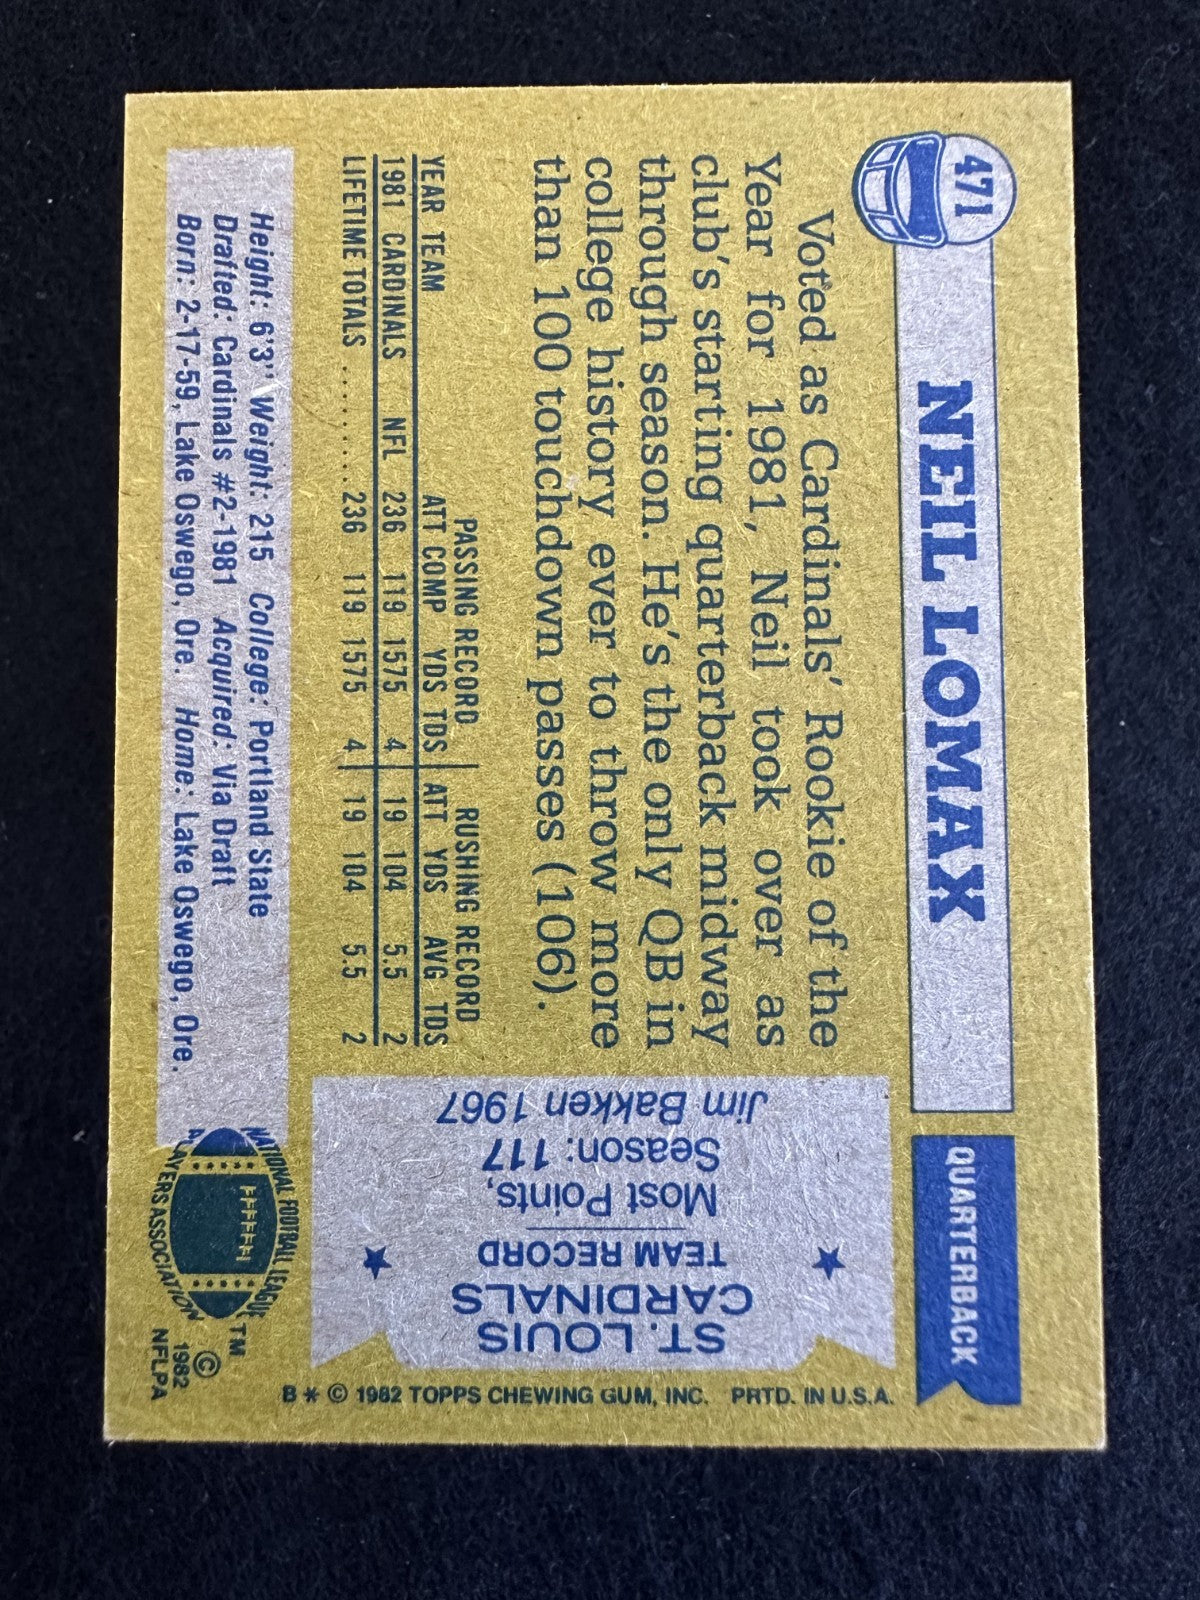 471
NEIL LOMAX
QUARTERBACK
Voted as Cardinals' Rookie of the
Year for 1981, Neil took over as
club's starting quarterback midway
through season. He's the only QB in
college history ever to throw more
than 100 touchdown passes (106).
PASSING RECORD RUSHING RECORD
YEAR TEAM ATT COMP YDS TDS ATT YDS AVG TDS
1981 CARDINALS NFL 236 119 1575 4 19 104 5.5 2
LIFETIME TOTALS .......... 236 119 1575 4 19 104 5.5 2
Height: 6'3" Weight: 215 College: Portland State
Drafted: Cardinals #2-1981 Acquired: Via Draft
Born: 2-17-59, Lake Oswego, Ore. Home: Lake Oswego, Ore.
ST. LOUIS
CARDINALS
TEAM RECORD
Most Points,
Season: 117
Jim Bakken 1967
NATIONAL FOOTBALL LEAGUE
PLAYERS ASSOCIATION
TM
© 1982
NFLPA
B * © 1982 TOPPS CHEWING GUM, INC. PRTD. IN U.S.A.